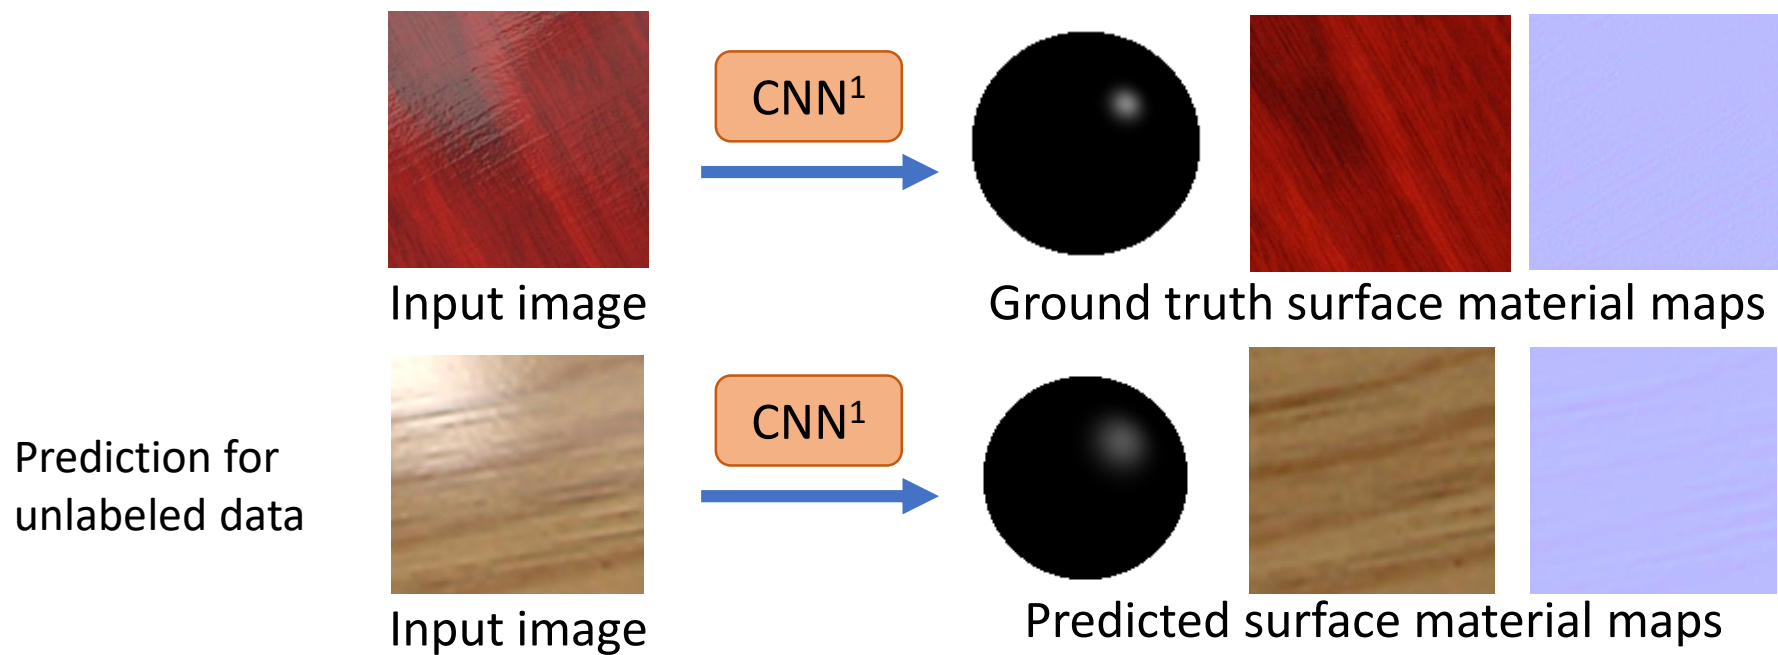 CNN¹
Input image
Ground truth surface material maps
Prediction for
unlabeled data
CNN¹
Input image
Predicted surface material maps